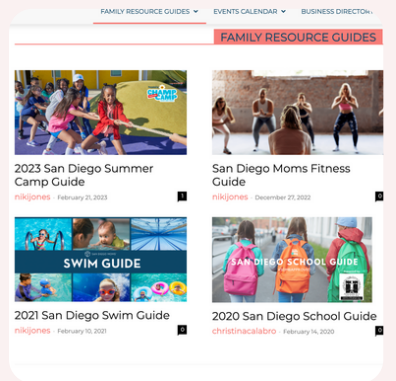 FAMILY RESOURCE GUIDES
EVENTS CALENDAR
BUSINESS DIRECTORY
FAMILY RESOURCE GUIDES
CHAMP CAMP
2023 San Diego Summer
Camp Guide
nikijones - February 21, 2023
1
San Diego Moms Fitness
Guide
nikijones - December 27, 2022
0
SWIM GUIDE
2021 San Diego Swim Guide
nikijones - February 10, 2021
0
SAN DIEGO SCHOOL GUIDE
2020 San Diego School Guide
christinacalabro - February 14, 2020
0